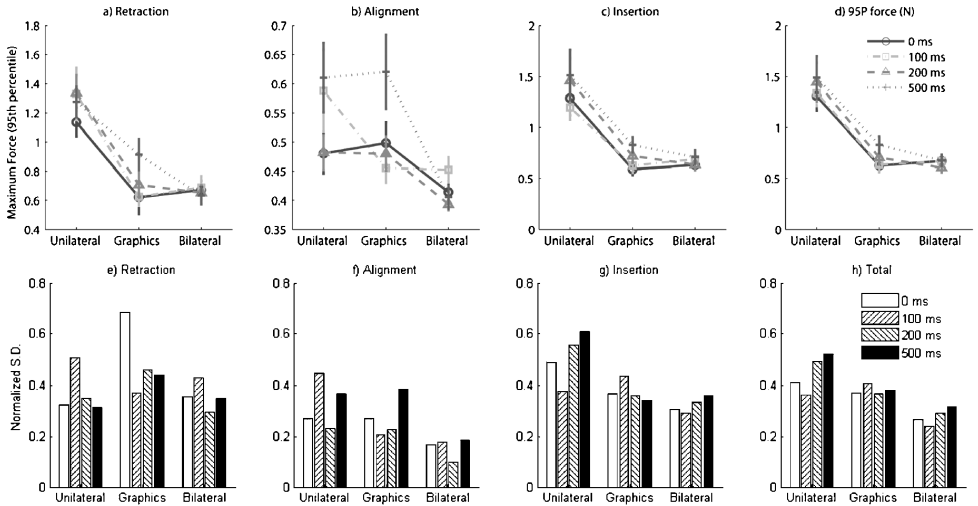 a) Retraction
b) Alignment
c) Insertion
d) 95P force (N)
Maximum Force (95th percentile)
1.8
1.6
1.4
1.2
1
0.8
0.6
0.4
Unilateral Graphics Bilateral
0.7
0.65
0.6
0.55
0.5
0.45
0.4
0.35
Unilateral Graphics Bilateral
2
1.5
1
0.5
0
Unilateral Graphics Bilateral
2
1.5
1
0.5
0
Unilateral Graphics Bilateral
0 ms
100 ms
200 ms
500 ms
e) Retraction
f) Alignment
g) Insertion
h) Total
Normalized S.D.
0.8
0.6
0.4
0.2
0
Unilateral Graphics Bilateral
0.8
0.6
0.4
0.2
0
Unilateral Graphics Bilateral
0.8
0.6
0.4
0.2
0
Unilateral Graphics Bilateral
0.8
0.6
0.4
0.2
0
Unilateral Graphics Bilateral
0 ms
100 ms
200 ms
500 ms